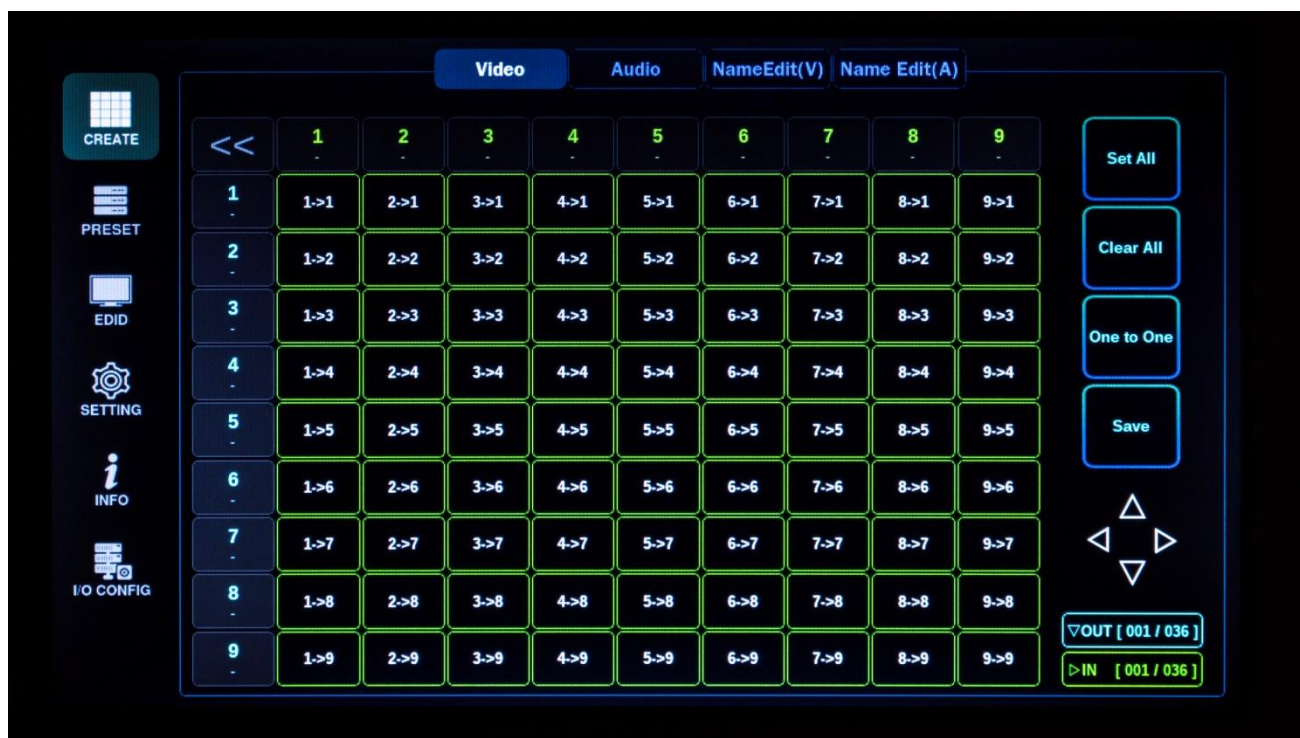 Video Audio NameEdit(V) Name Edit(A)
CREATE
PRESET
EDID
SETTING
i
INFO
I/O CONFIG
<< 1 2 3 4 5 6 7 8 9
- - - - - - - - -
1 1->1 2->1 3->1 4->1 5->1 6->1 7->1 8->1 9->1
-
2 1->2 2->2 3->2 4->2 5->2 6->2 7->2 8->2 9->2
-
3 1->3 2->3 3->3 4->3 5->3 6->3 7->3 8->3 9->3
-
4 1->4 2->4 3->4 4->4 5->4 6->4 7->4 8->4 9->4
-
5 1->5 2->5 3->5 4->5 5->5 6->5 7->5 8->5 9->5
-
6 1->6 2->6 3->6 4->6 5->6 6->6 7->6 8->6 9->6
-
7 1->7 2->7 3->7 4->7 5->7 6->7 7->7 8->7 9->7
-
8 1->8 2->8 3->8 4->8 5->8 6->8 7->8 8->8 9->8
-
9 1->9 2->9 3->9 4->9 5->9 6->9 7->9 8->9 9->9
-
Set All
Clear All
One to One
Save
▽OUT [ 001 / 036 ]
▷IN [ 001 / 036 ]